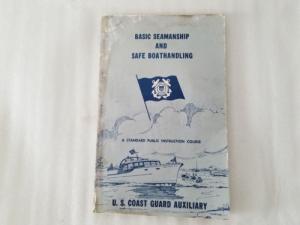 BASIC SEAMANSHIP
AND
SAFE BOATHANDLING
A STANDARD PUBLIC INSTRUCTION COURSE
U. S. COAST GUARD AUXILIARY